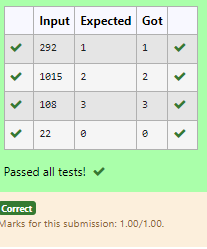 Input Expected Got
292 1 1
1015 2 2
108 3 3
22 0 0
Passed all tests!
Correct
Marks for this submission: 1.00/1.00.